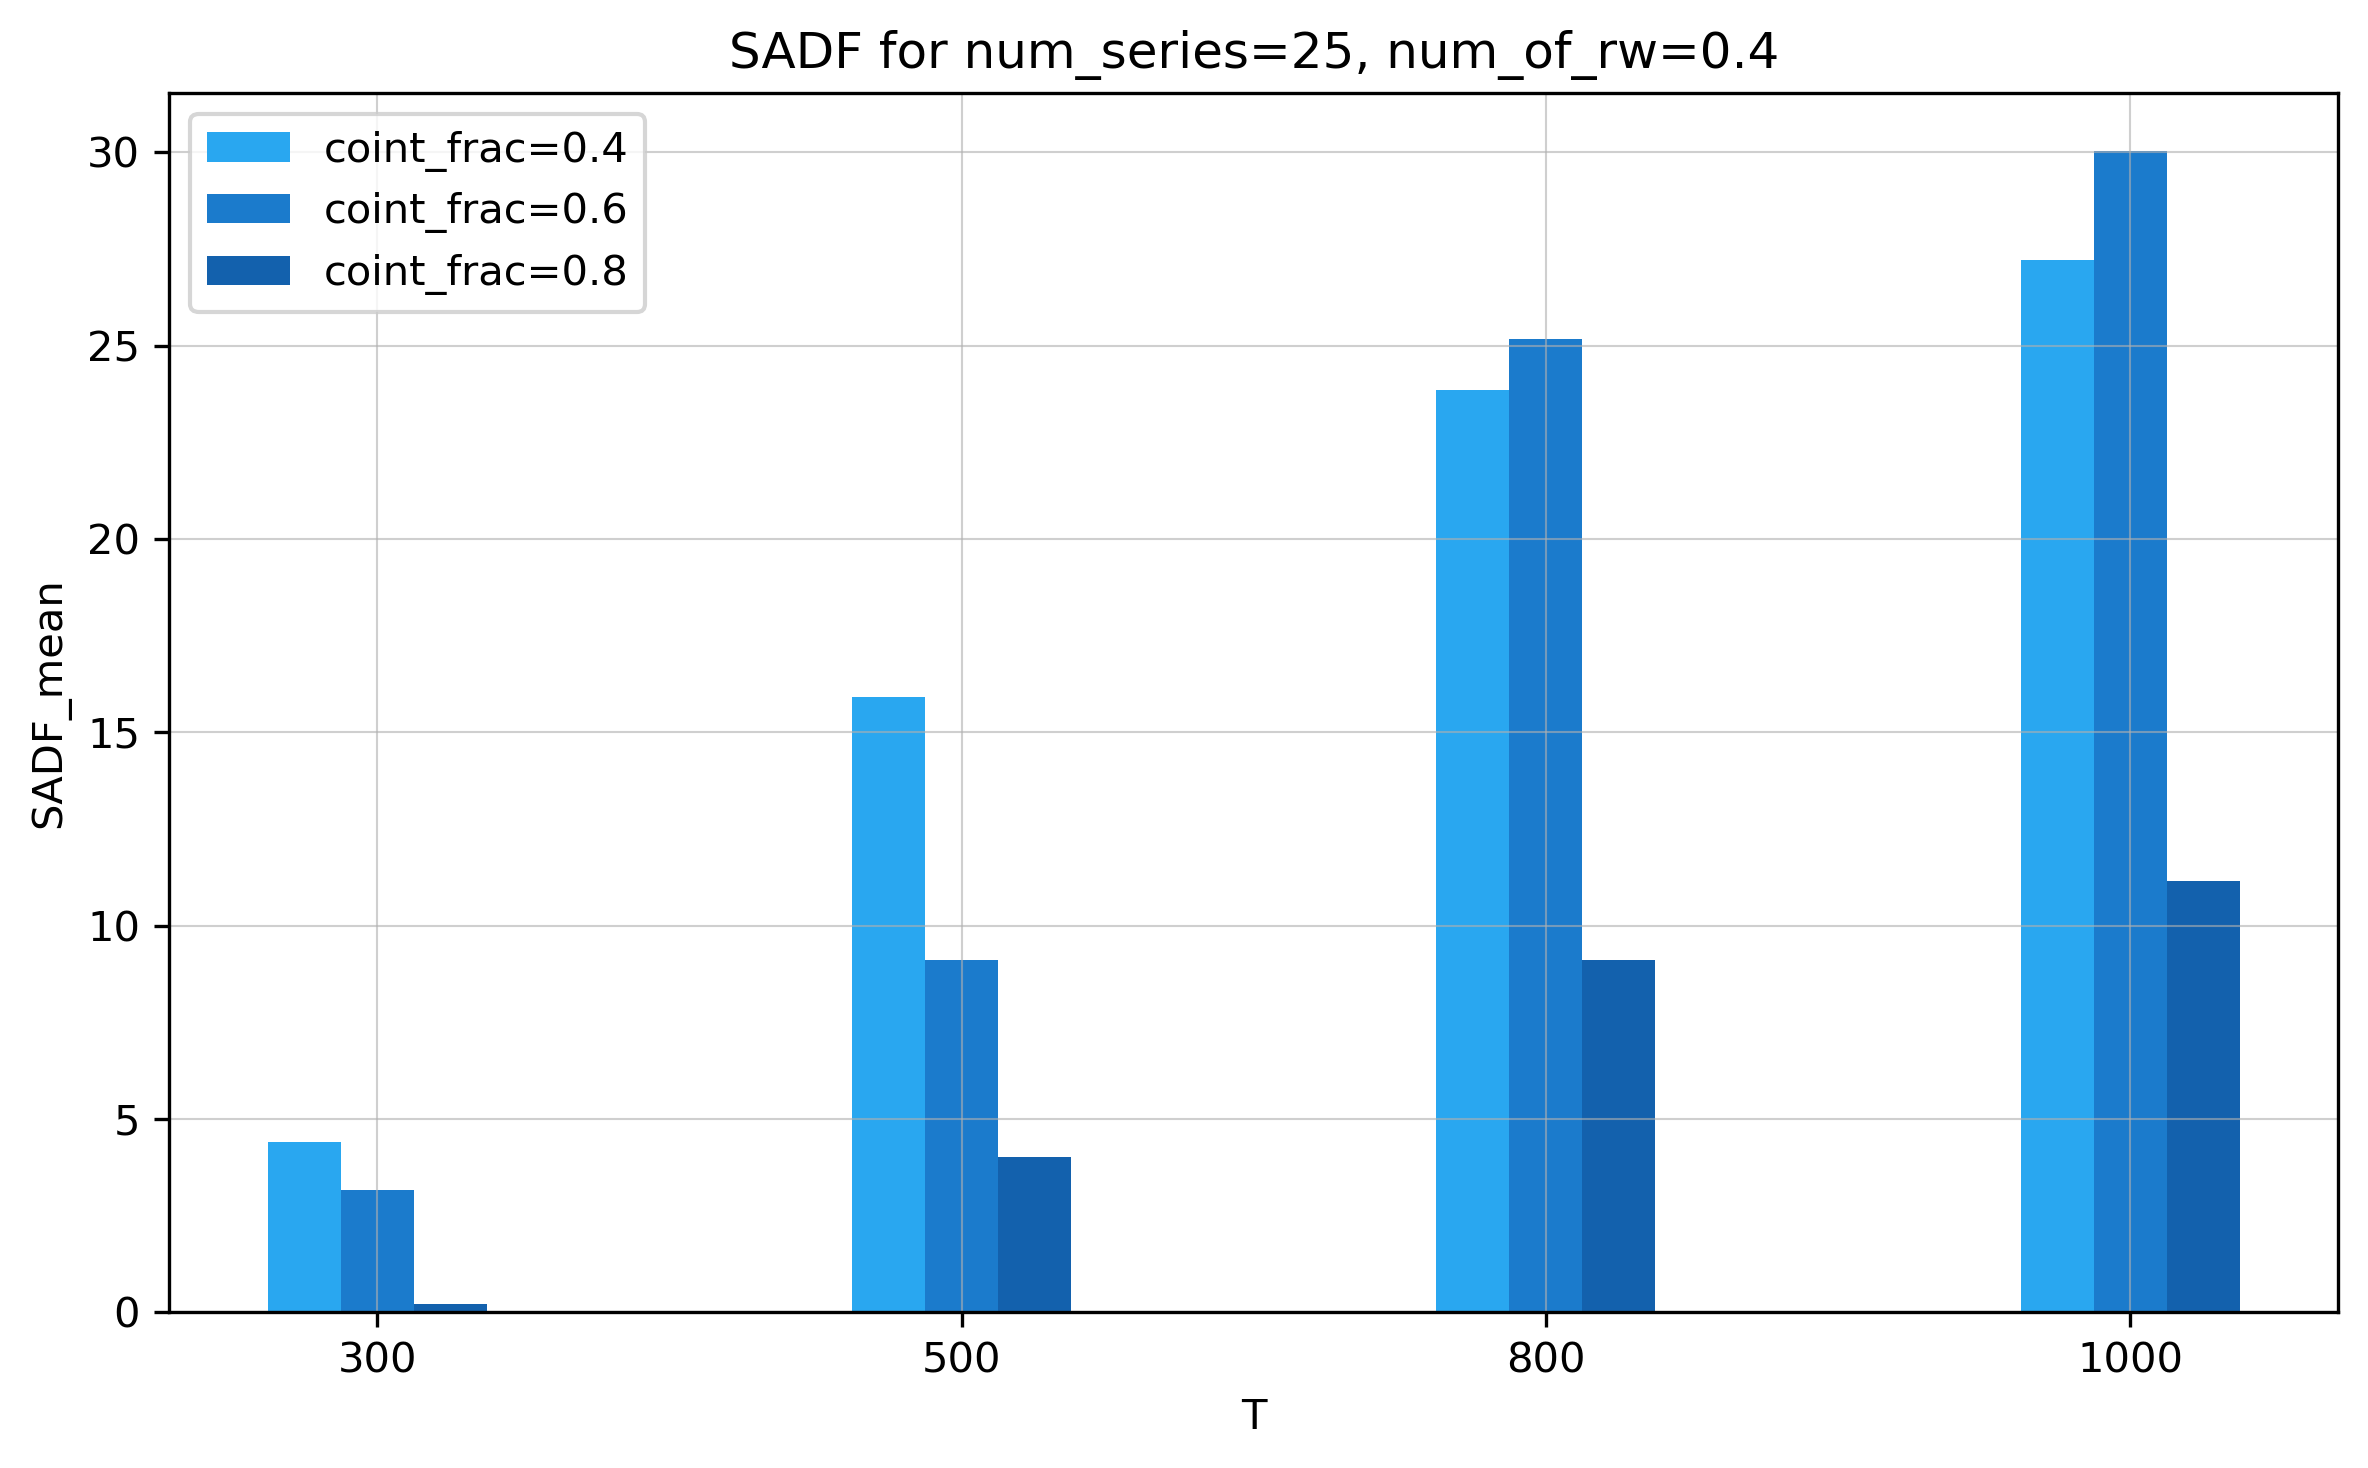 SADF for num_series=25, num_of_rw=0.4
coint_frac=0.4
coint_frac=0.6
coint_frac=0.8
SADF_mean
30
25
20
15
10
5
0
300 500 800 1000
T